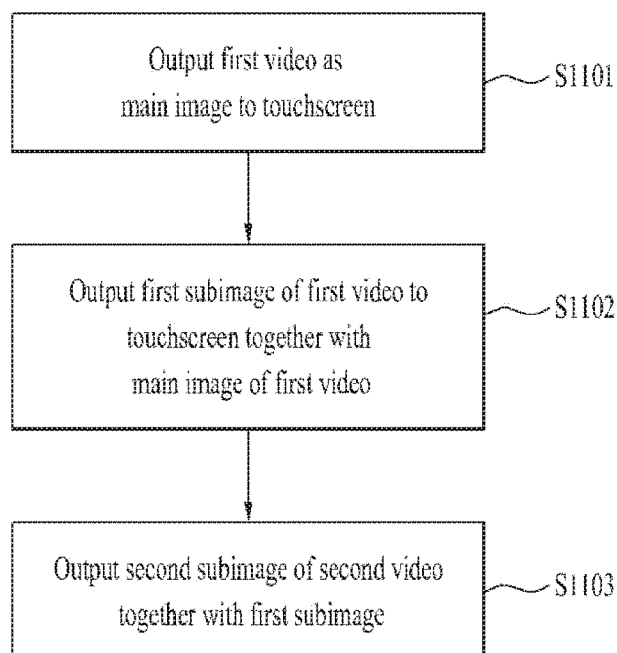 Output first video as
main image to touchscreen
S1101
Output first subimage of first video to
touchscreen together with
main image of first video
S1102
Output second subimage of second video
together with first subimage
S1103